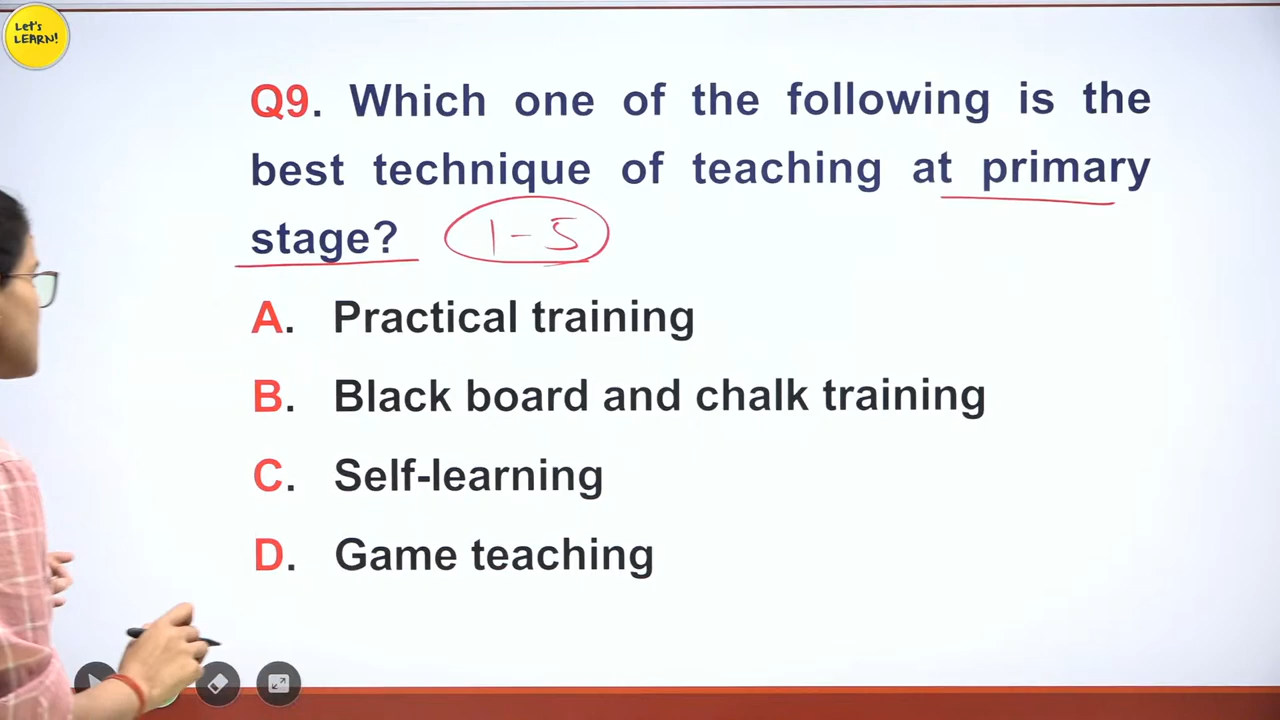 Let's
LEARN!
Q9. Which one of the following is the
best technique of teaching at primary
stage? 1-5
A. Practical training
B. Black board and chalk training
C. Self-learning
D. Game teaching